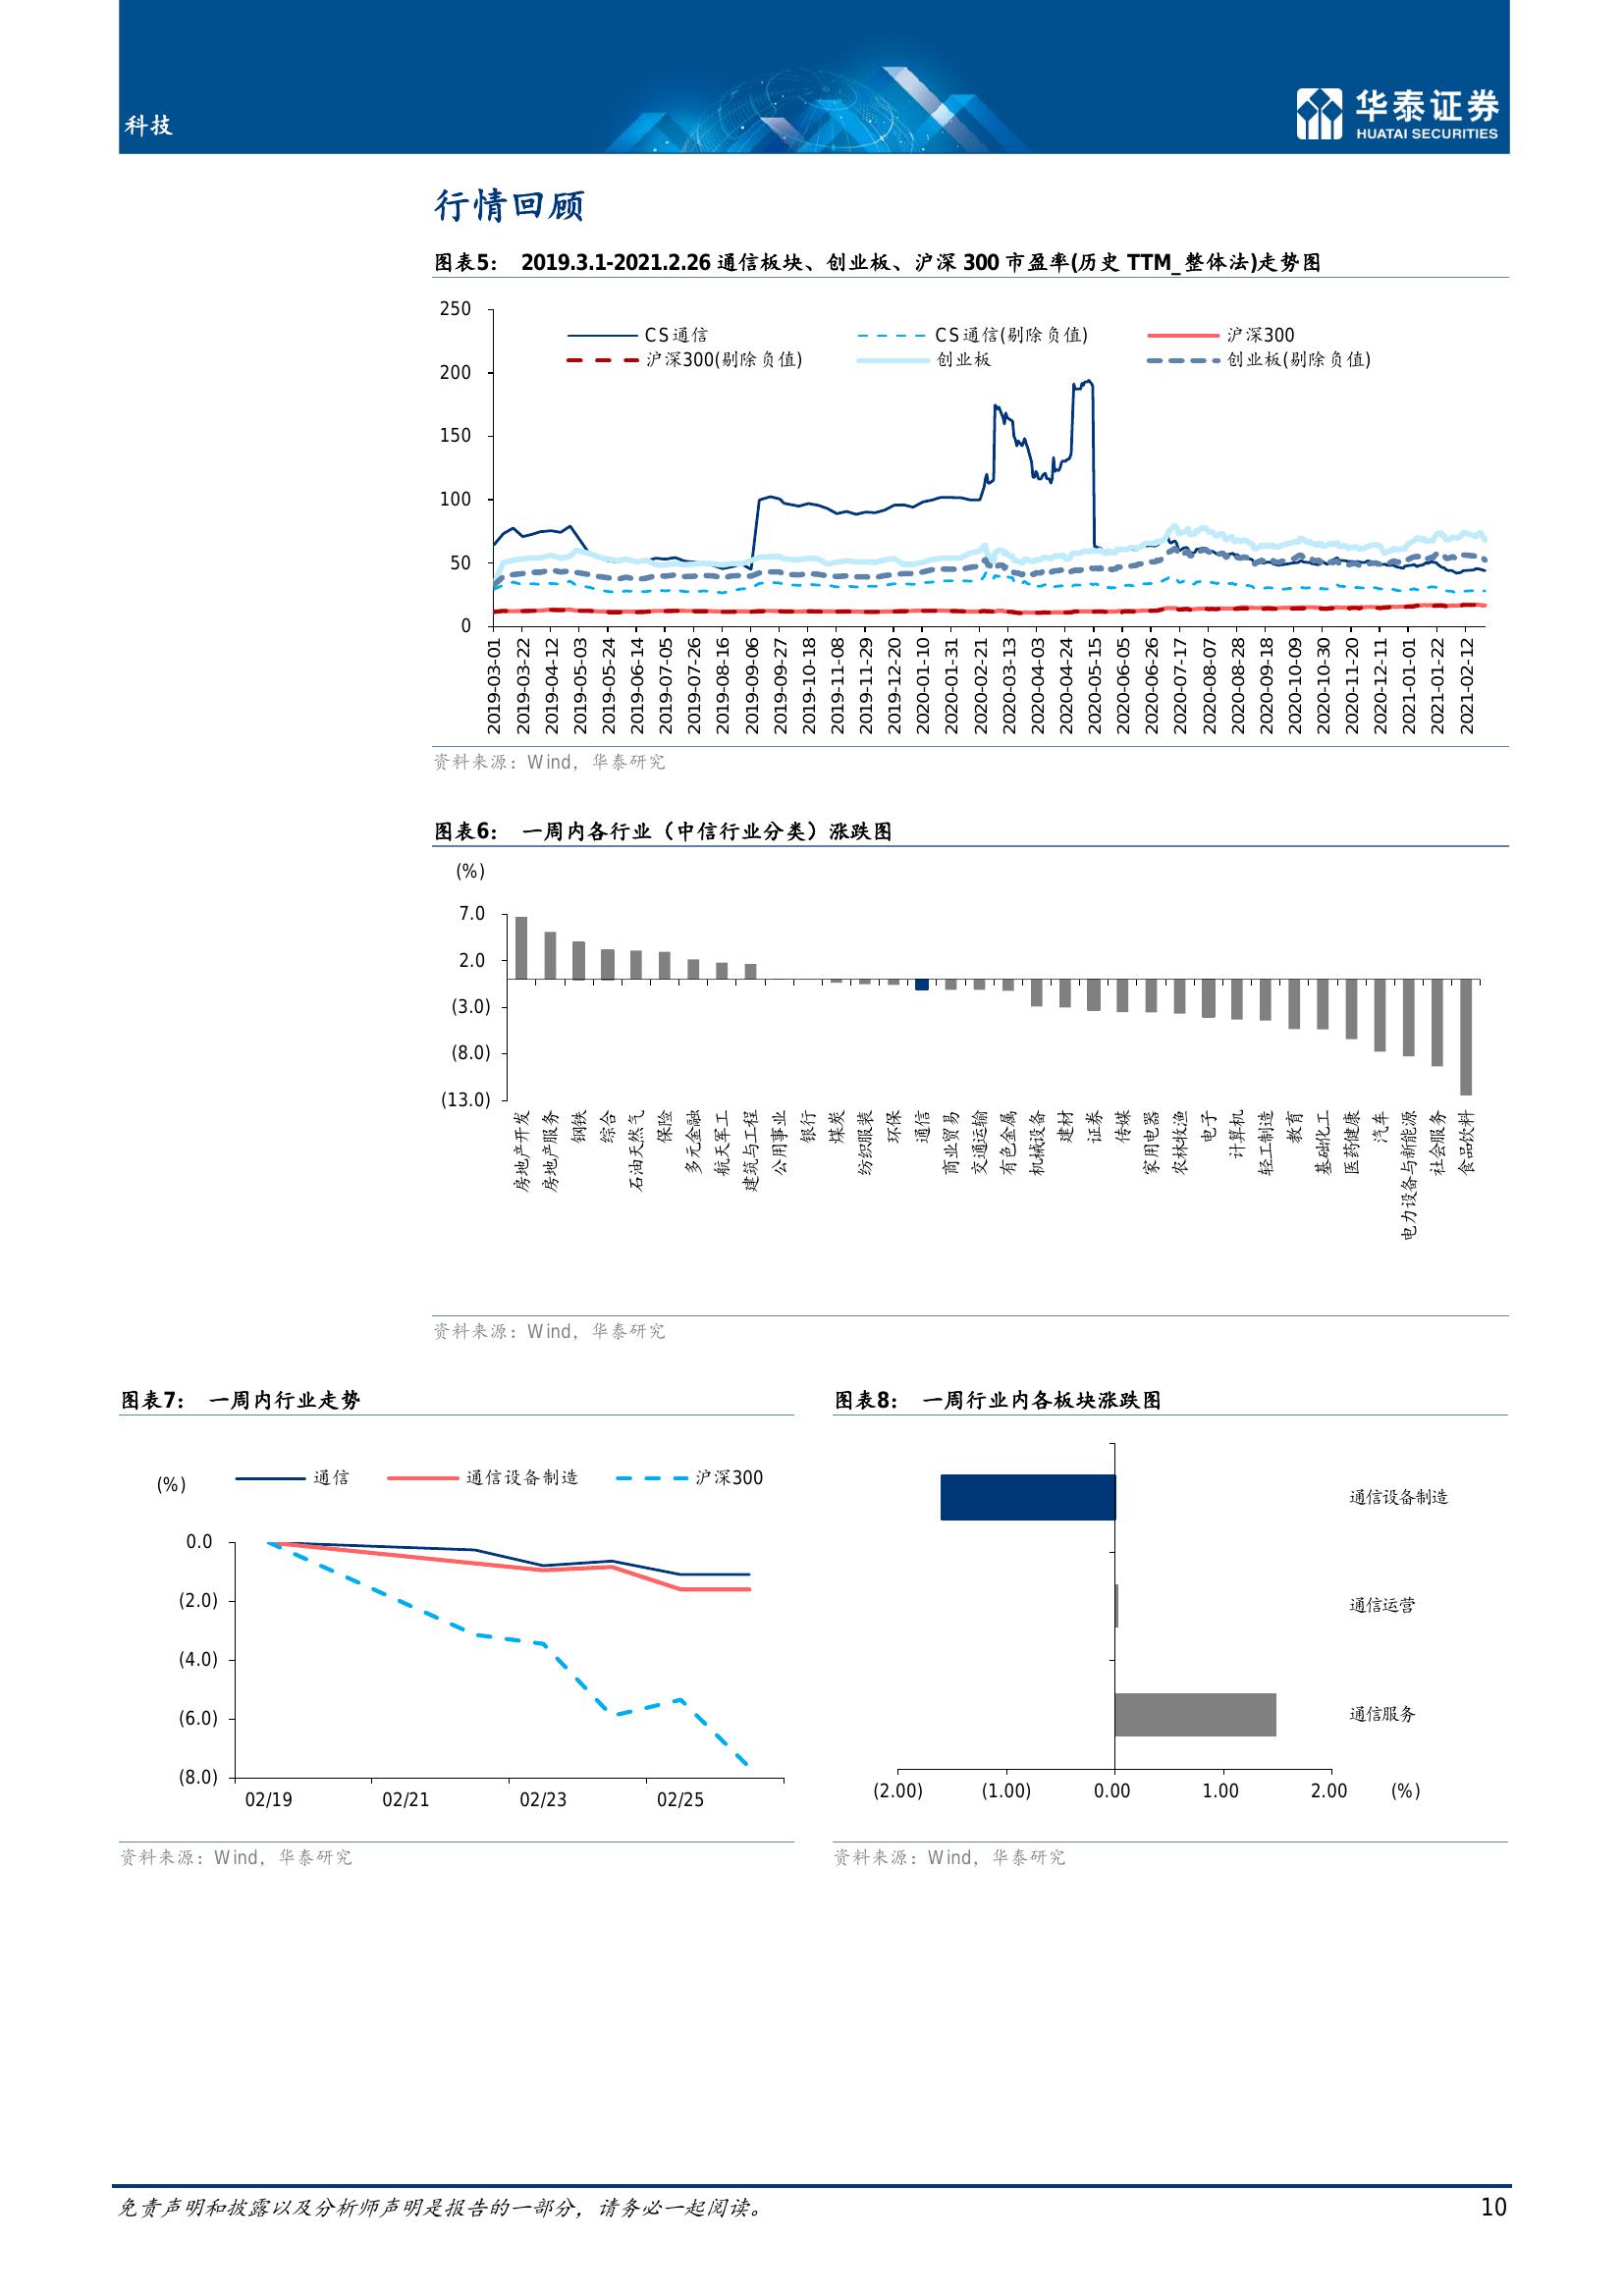 科技
华泰证券
HUATAI SECURITIES
行情回顾
图表5： 2019.3.1-2021.2.26 通信板块、创业板、沪深 300 市盈率(历史 TTM_整体法)走势图
250
200
150
100
50
0
CS通信
CS通信(剔除负值)
沪深300
沪深300(剔除负值)
创业板
创业板(剔除负值)
2019-03-01
2019-03-22
2019-04-12
2019-05-03
2019-05-24
2019-06-14
2019-07-05
2019-07-26
2019-08-16
2019-09-06
2019-09-27
2019-10-18
2019-11-08
2019-11-29
2019-12-20
2020-01-10
2020-01-31
2020-02-21
2020-03-13
2020-04-03
2020-04-24
2020-05-15
2020-06-05
2020-06-26
2020-07-17
2020-08-07
2020-08-28
2020-09-18
2020-10-09
2020-10-30
2020-11-20
2020-12-11
2021-01-01
2021-01-22
2021-02-12
资料来源：Wind，华泰研究
图表6： 一周内各行业（中信行业分类）涨跌图
(%)
7.0
2.0
(3.0)
(8.0)
(13.0)
房地产开发
房地产服务
钢铁
综合
石油天然气
保险
多元金融
航天军工
建筑与工程
公用事业
银行
煤炭
纺织服装
环保
通信
商业贸易
交通运输
有色金属
机械设备
建材
证券
传媒
家用电器
农林牧渔
电子
计算机
轻工制造
教育
基础化工
医药健康
汽车
电力设备与新能源
社会服务
食品饮料
资料来源：Wind，华泰研究
图表7： 一周内行业走势
(%)
通信
通信设备制造
沪深300
0.0
(2.0)
(4.0)
(6.0)
(8.0)
02/19
02/21
02/23
02/25
资料来源：Wind，华泰研究
图表8： 一周行业内各板块涨跌图
通信设备制造
通信运营
通信服务
(2.00)
(1.00)
0.00
1.00
2.00
(%)
资料来源：Wind，华泰研究
免责声明和披露以及分析师声明是报告的一部分，请务必一起阅读。
10